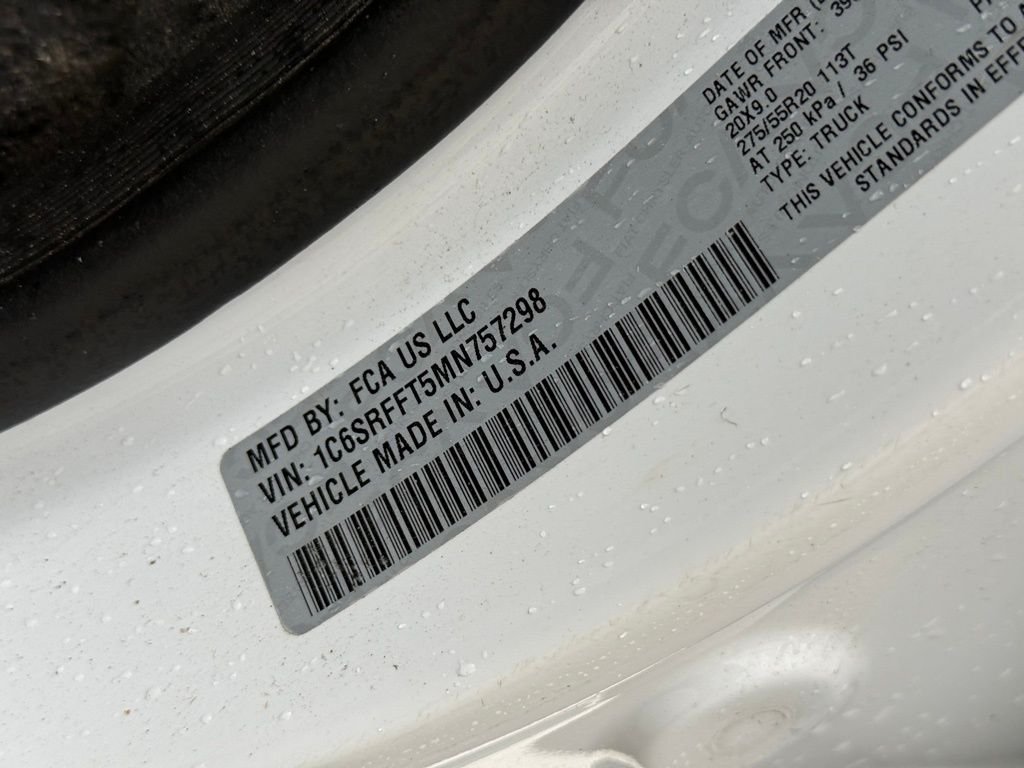 MFD BY: FCA US LLC
VIN: 1C6SRFFT5MN757298
VEHICLE MADE IN: U.S.A.
DATE OF MFR
GAWR FRONT:
20X9.0
275/55R20 113T
AT 250 kPa / 36 PSI
TYPE: TRUCK
THIS VEHICLE CONFORMS TO
STANDARDS IN